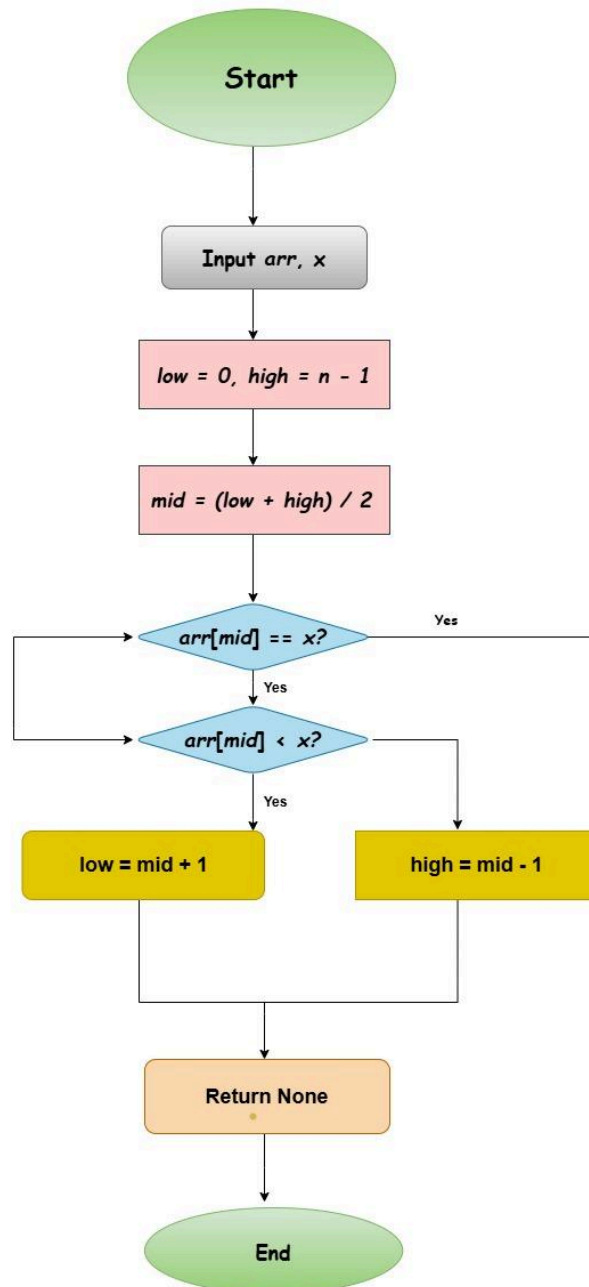 Start
Input arr, x
low = 0, high = n - 1
mid = (low + high) / 2
arr[mid] == x?
Yes
Yes
arr[mid] < x?
Yes
low = mid + 1
high = mid - 1
Return None
End